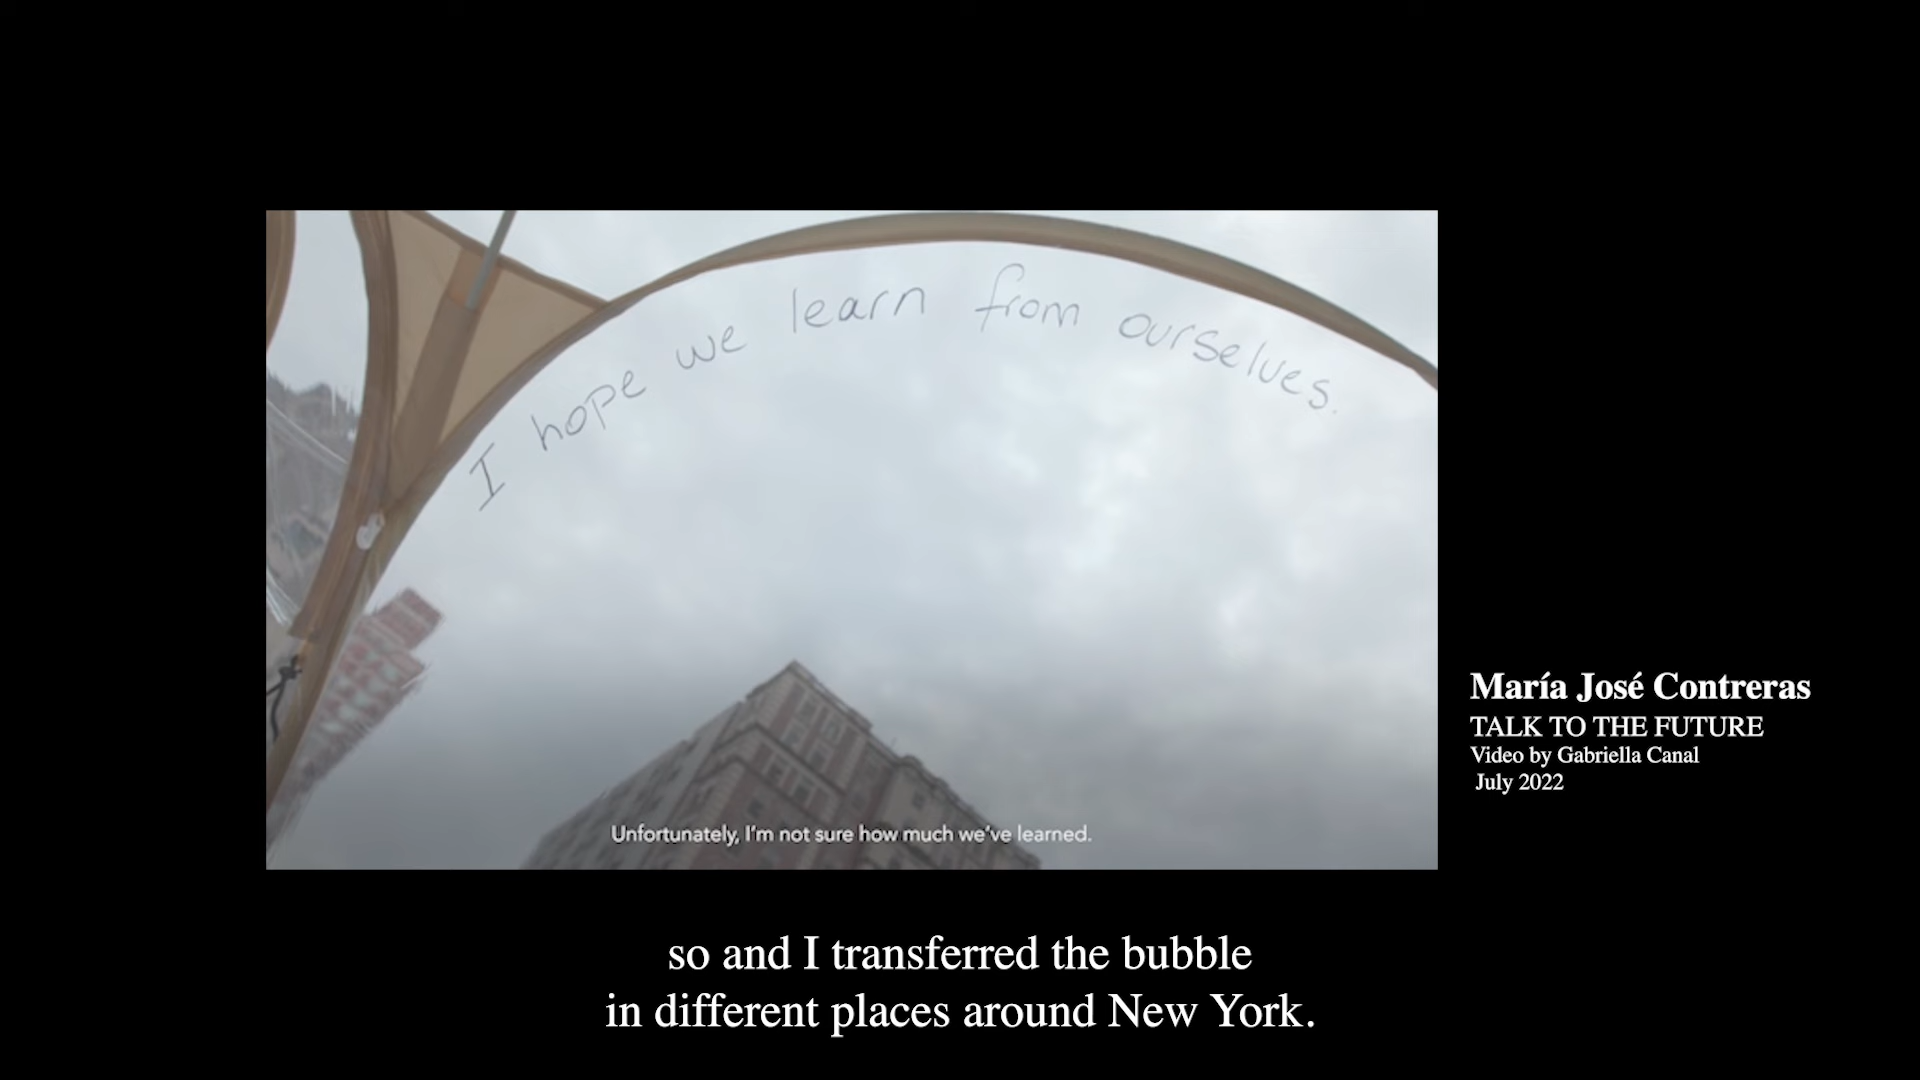 I hope we learn from ourselves.
Unfortunately, I'm not sure how much we've learned.
María José Contreras
TALK TO THE FUTURE
Video by Gabriella Canal
July 2022
so and I transferred the bubble
in different places around New York.